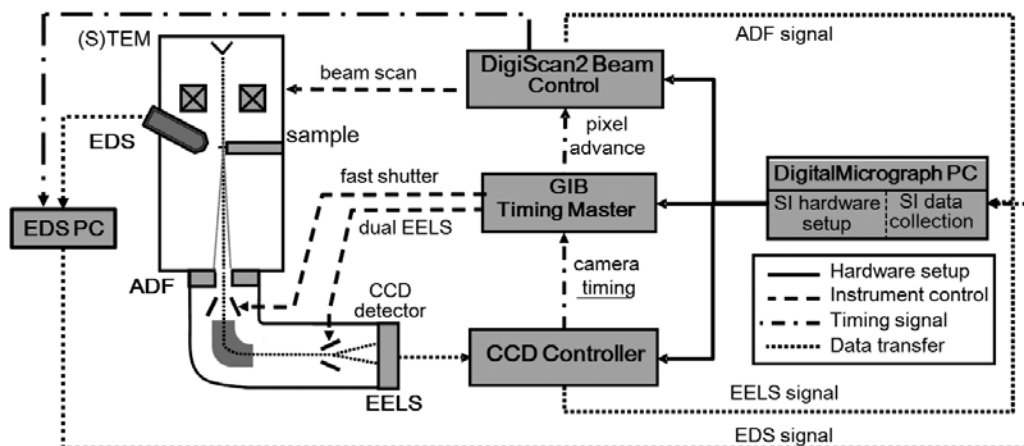 (S)TEM
ADF signal
DigiScan2 Beam
Control
beam scan
EDS
sample
pixel
advance
fast shutter
GIB
Timing Master
DigitalMicrograph PC
SI hardware
setup
SI data
collection
EDS PC
dual EELS
ADF
camera
timing
Hardware setup
Instrument control
Timing signal
Data transfer
CCD
detector
CCD Controller
EELS
EELS signal
EDS signal